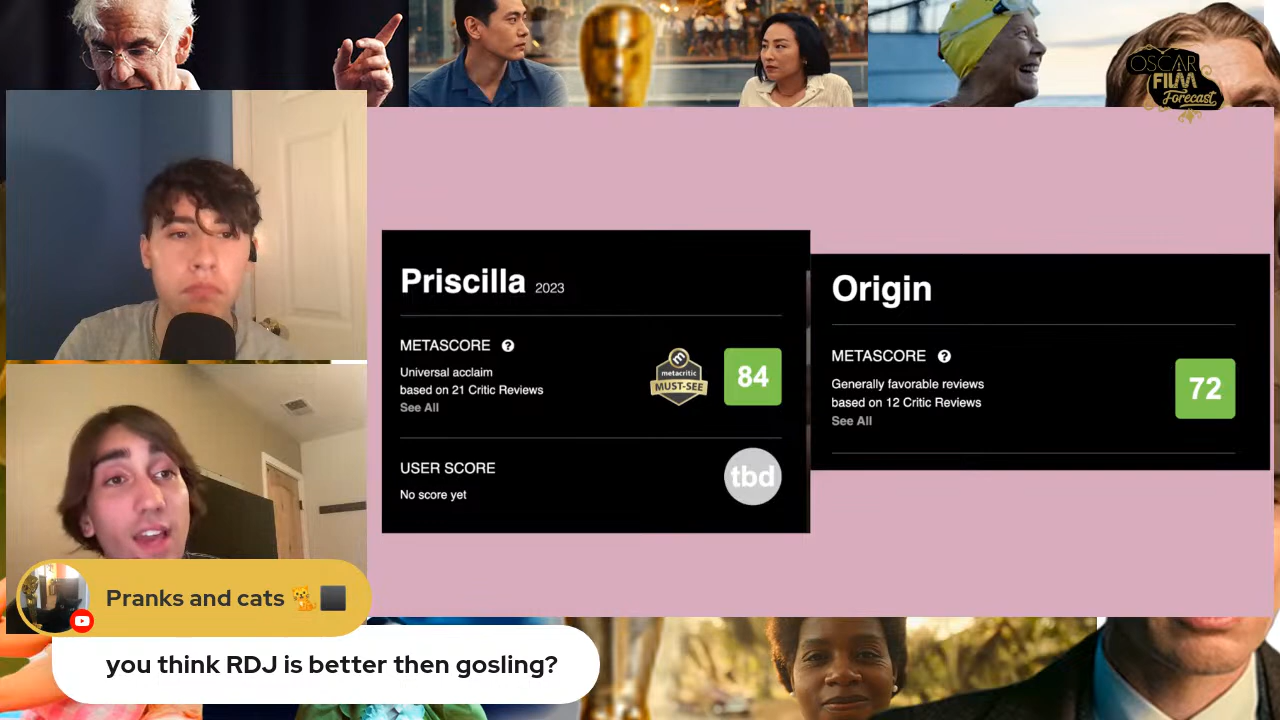 OSCAR
FILM
Forecast
Priscilla 2023
METASCORE ?
Universal acclaim
based on 21 Critic Reviews
See All
metacritic
MUST-SEE
84
USER SCORE
No score yet
tbd
Origin
METASCORE ?
Generally favorable reviews
based on 12 Critic Reviews
See All
72
Pranks and cats 🐈⬛
you think RDJ is better then gosling?